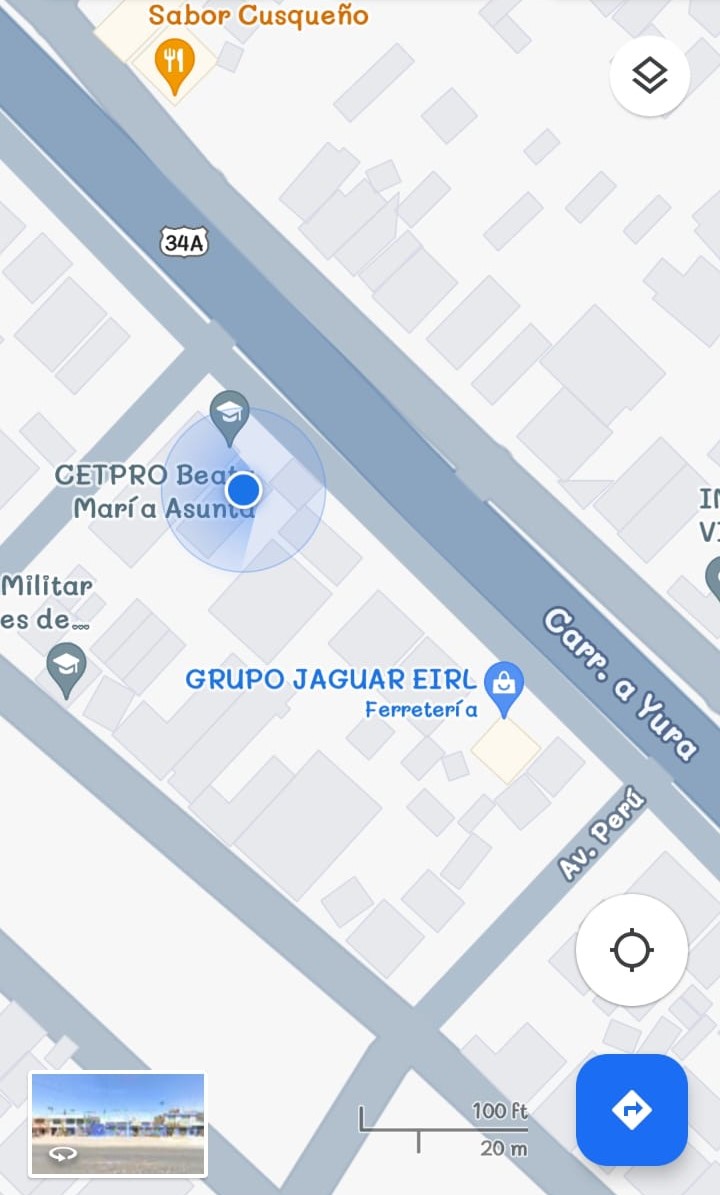 Sabor Cusqueño
34A
CETPRO Beat
María Asunta
IN
VI
Militar
es de...
Carr. a Yura
GRUPO JAGUAR EIRL
Ferretería
Av. Perú
100 ft
20 m